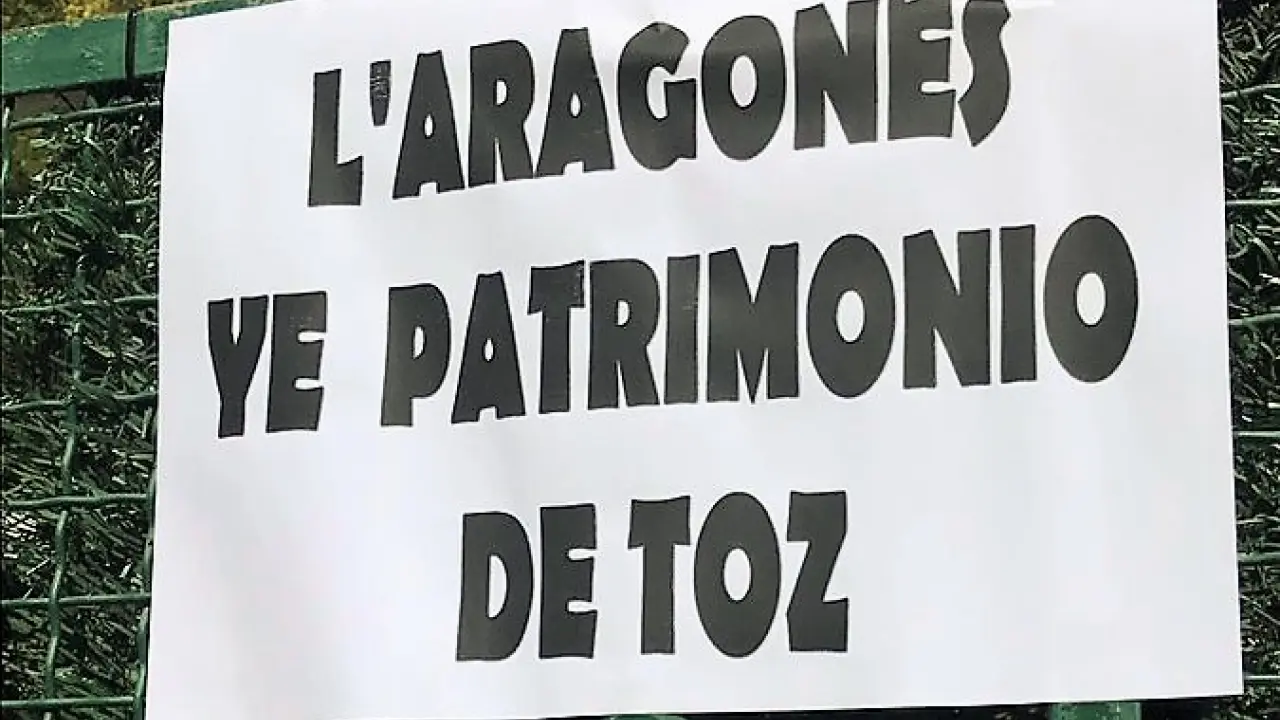 L'ARAGONES
YE PATRIMONIO
DE TOZ